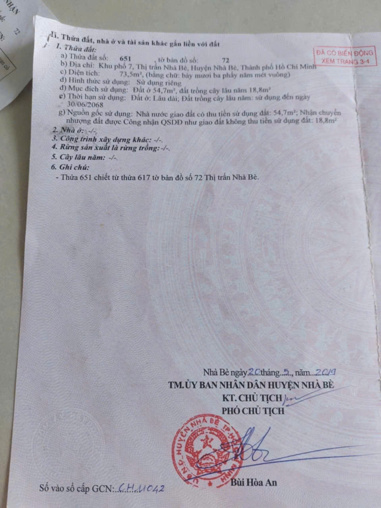 II. Thửa đất, nhà ở và tài sản khác gắn liền với đất
1. Thửa đất:
a) Thửa đất số: 651 , tờ bản đồ số: 72
ĐÃ CÓ BIẾN ĐỘNG
XEM TRANG 3-4
b) Địa chỉ: Khu phố 7, Thị trấn Nhà Bè, Huyện Nhà Bè, Thành phố Hồ Chí Minh
c) Diện tích: 73,5m², (bằng chữ: bảy mươi ba phẩy năm mét vuông)
d) Hình thức sử dụng: Sử dụng riêng
đ) Mục đích sử dụng: Đất ở 54,7m², đất trồng cây lâu năm 18,8m²
e) Thời hạn sử dụng: Đất ở: Lâu dài, Đất trồng cây lâu năm: sử dụng đến ngày
30/06/2068
g) Nguồn gốc sử dụng: Nhà nước giao đất có thu tiền sử dụng đất: 54,7m²; Nhận chuyển
nhượng đất được Công nhận QSDĐ như giao đất không thu tiền sử dụng đất: 18,8m²
2. Nhà ở: -/-
3. Công trình xây dựng khác: -/-
4. Rừng sản xuất là rừng trồng: -/-
5. Cây lâu năm: -/-
6. Ghi chú:
- Thửa 651 chiết từ thửa 617 tờ bản đồ số 72 Thị trấn Nhà Bè.
Nhà Bè, ngày 20 tháng 5, năm 2011
TM. ỦY BAN NHÂN DÂN HUYỆN NHÀ BÈ
KT. CHỦ TỊCH
PHÓ CHỦ TỊCH
Bùi Hòa An
Số vào sổ cấp GCN: CH 11042